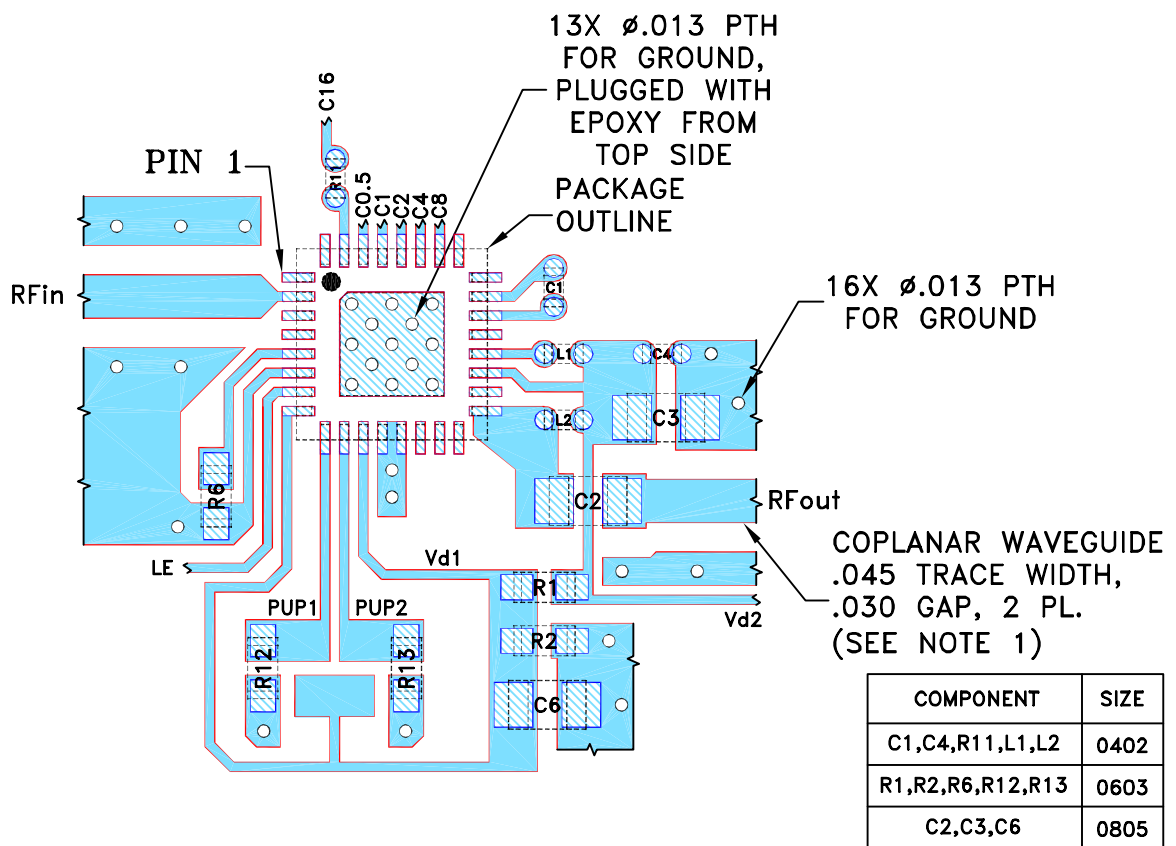 13X ø.013 PTH
FOR GROUND,
PLUGGED WITH
EPOXY FROM
TOP SIDE
C16
PIN 1
R11
C0.5
C1
C2
C4
C8
PACKAGE
OUTLINE
RFin
C1
16X ø.013 PTH
FOR GROUND
L1
C4
L2
C3
R6
C2
RFout
COPLANAR WAVEGUIDE
.045 TRACE WIDTH,
.030 GAP, 2 PL.
(SEE NOTE 1)
LE
Vd1
R1
Vd2
PUP1
PUP2
R2
R12
R13
C6
COMPONENT SIZE
C1,C4,R11,L1,L2 0402
R1,R2,R6,R12,R13 0603
C2,C3,C6 0805